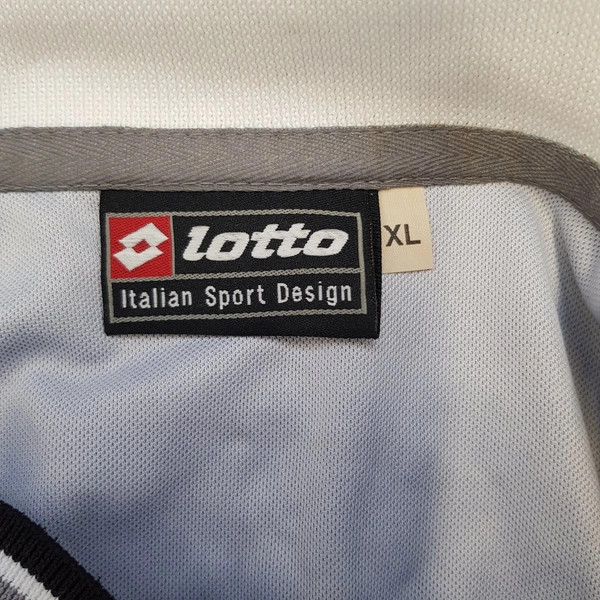 lotto
XL
Italian Sport Design